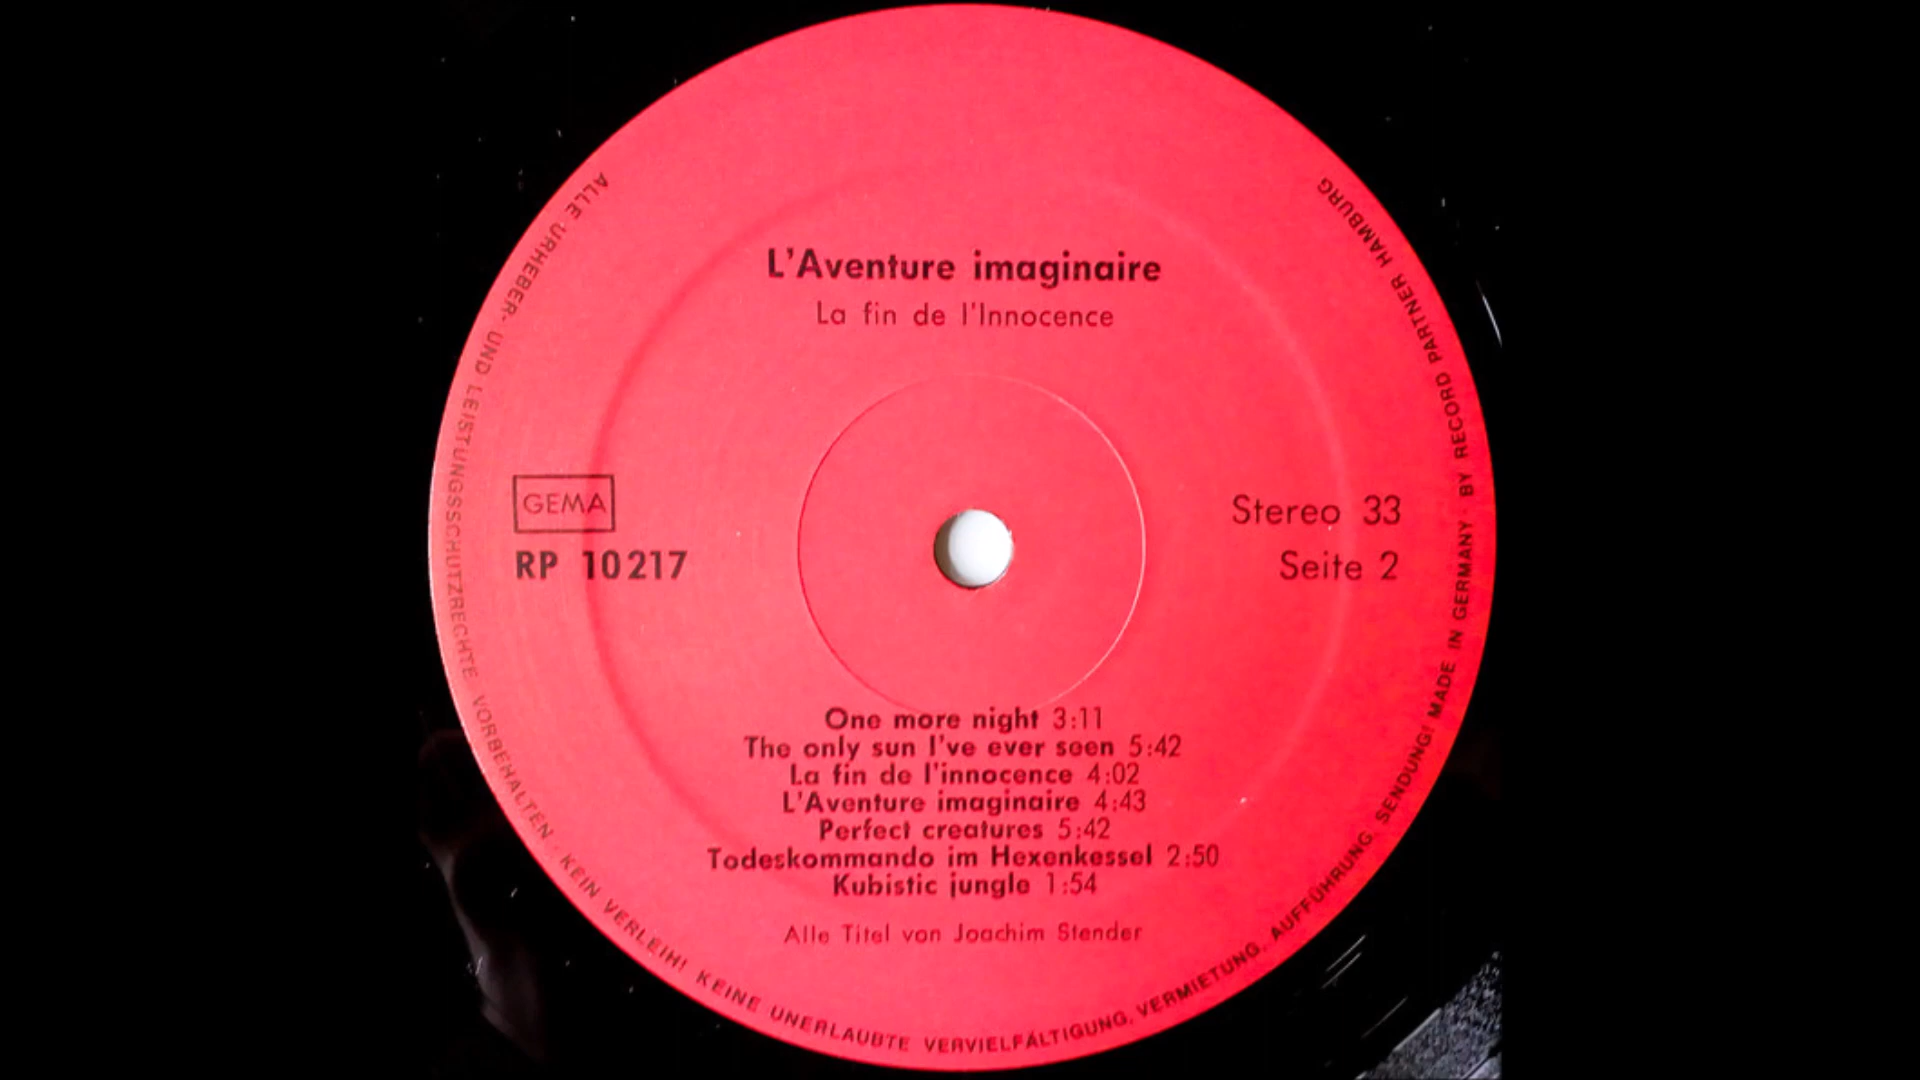 L'Aventure imaginaire
La fin de l'Innocence
GEMA
RP 10217
Stereo 33
Seite 2
One more night 3:11
The only sun I've ever seen 5:42
La fin de l'innocence 4:02
L'Aventure imaginaire 4:43
Perfect creatures 5:42
Todeskommando im Hexenkessel 2:50
Kubistic jungle 1:54
Alle Titel von Joachim Stender
ALLE URHEBER- UND LEISTUNGSSCHUTZRECHTE VORBEHALTEN · KEIN VERLEIH! KEINE UNERLAUBTE VERVIELFÄLTIGUNG, VERMIETUNG, AUFFÜHRUNG, SENDUNG! MADE IN GERMANY · BY RECORD PARTNER HAMBURG